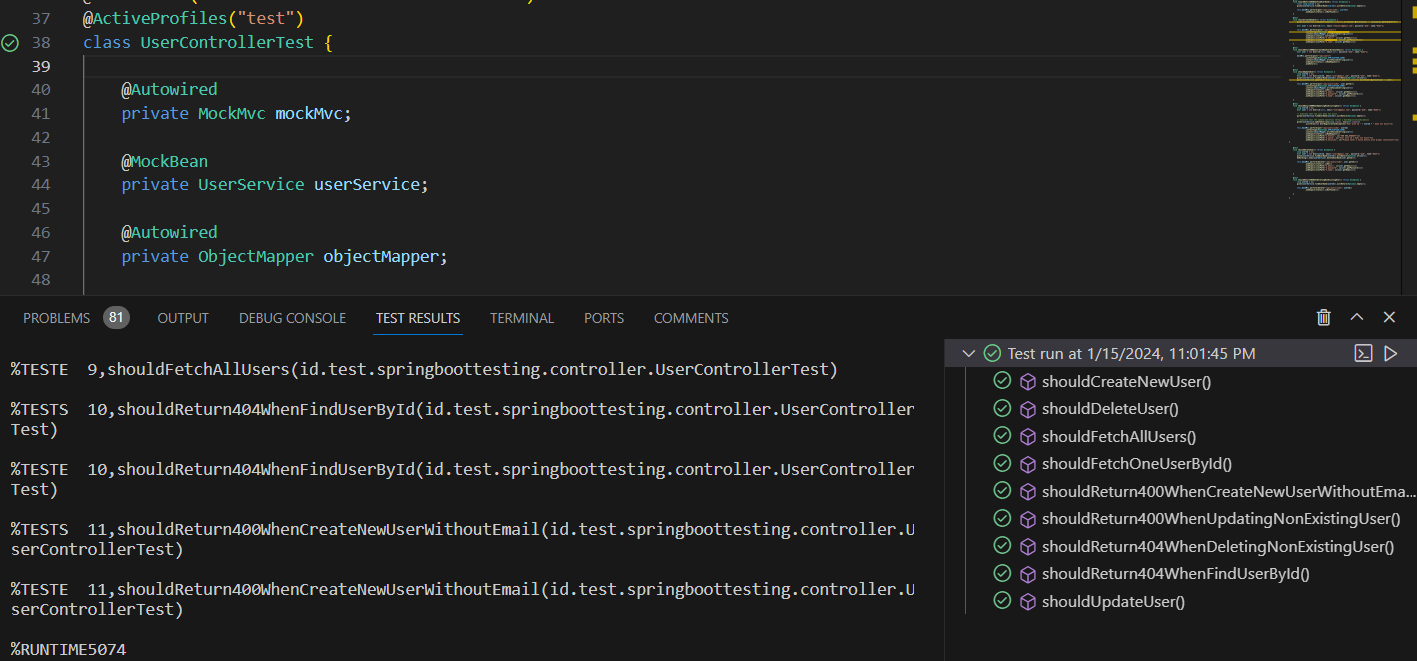 37 @ActiveProfiles("test")
38 class UserControllerTest {
39
40 @Autowired
41 private MockMvc mockMvc;
42
43 @MockBean
44 private UserService userService;
45
46 @Autowired
47 private ObjectMapper objectMapper;
48
PROBLEMS 81 OUTPUT DEBUG CONSOLE TEST RESULTS TERMINAL PORTS COMMENTS
%TESTE  9,shouldFetchAllUsers(id.test.springboottesting.controller.UserControllerTest)
%TESTS  10,shouldReturn404WhenFindUserById(id.test.springboottesting.controller.UserController
Test)
%TESTE  10,shouldReturn404WhenFindUserById(id.test.springboottesting.controller.UserController
Test)
%TESTS  11,shouldReturn400WhenCreateNewUserWithoutEmail(id.test.springboottesting.controller.U
serControllerTest)
%TESTE  11,shouldReturn400WhenCreateNewUserWithoutEmail(id.test.springboottesting.controller.U
serControllerTest)
%RUNTIME5074
Test run at 1/15/2024, 11:01:45 PM
shouldCreateNewUser()
shouldDeleteUser()
shouldFetchAllUsers()
shouldFetchOneUserById()
shouldReturn400WhenCreateNewUserWithoutEma...
shouldReturn400WhenUpdatingNonExistingUser()
shouldReturn404WhenDeletingNonExistingUser()
shouldReturn404WhenFindUserById()
shouldUpdateUser()